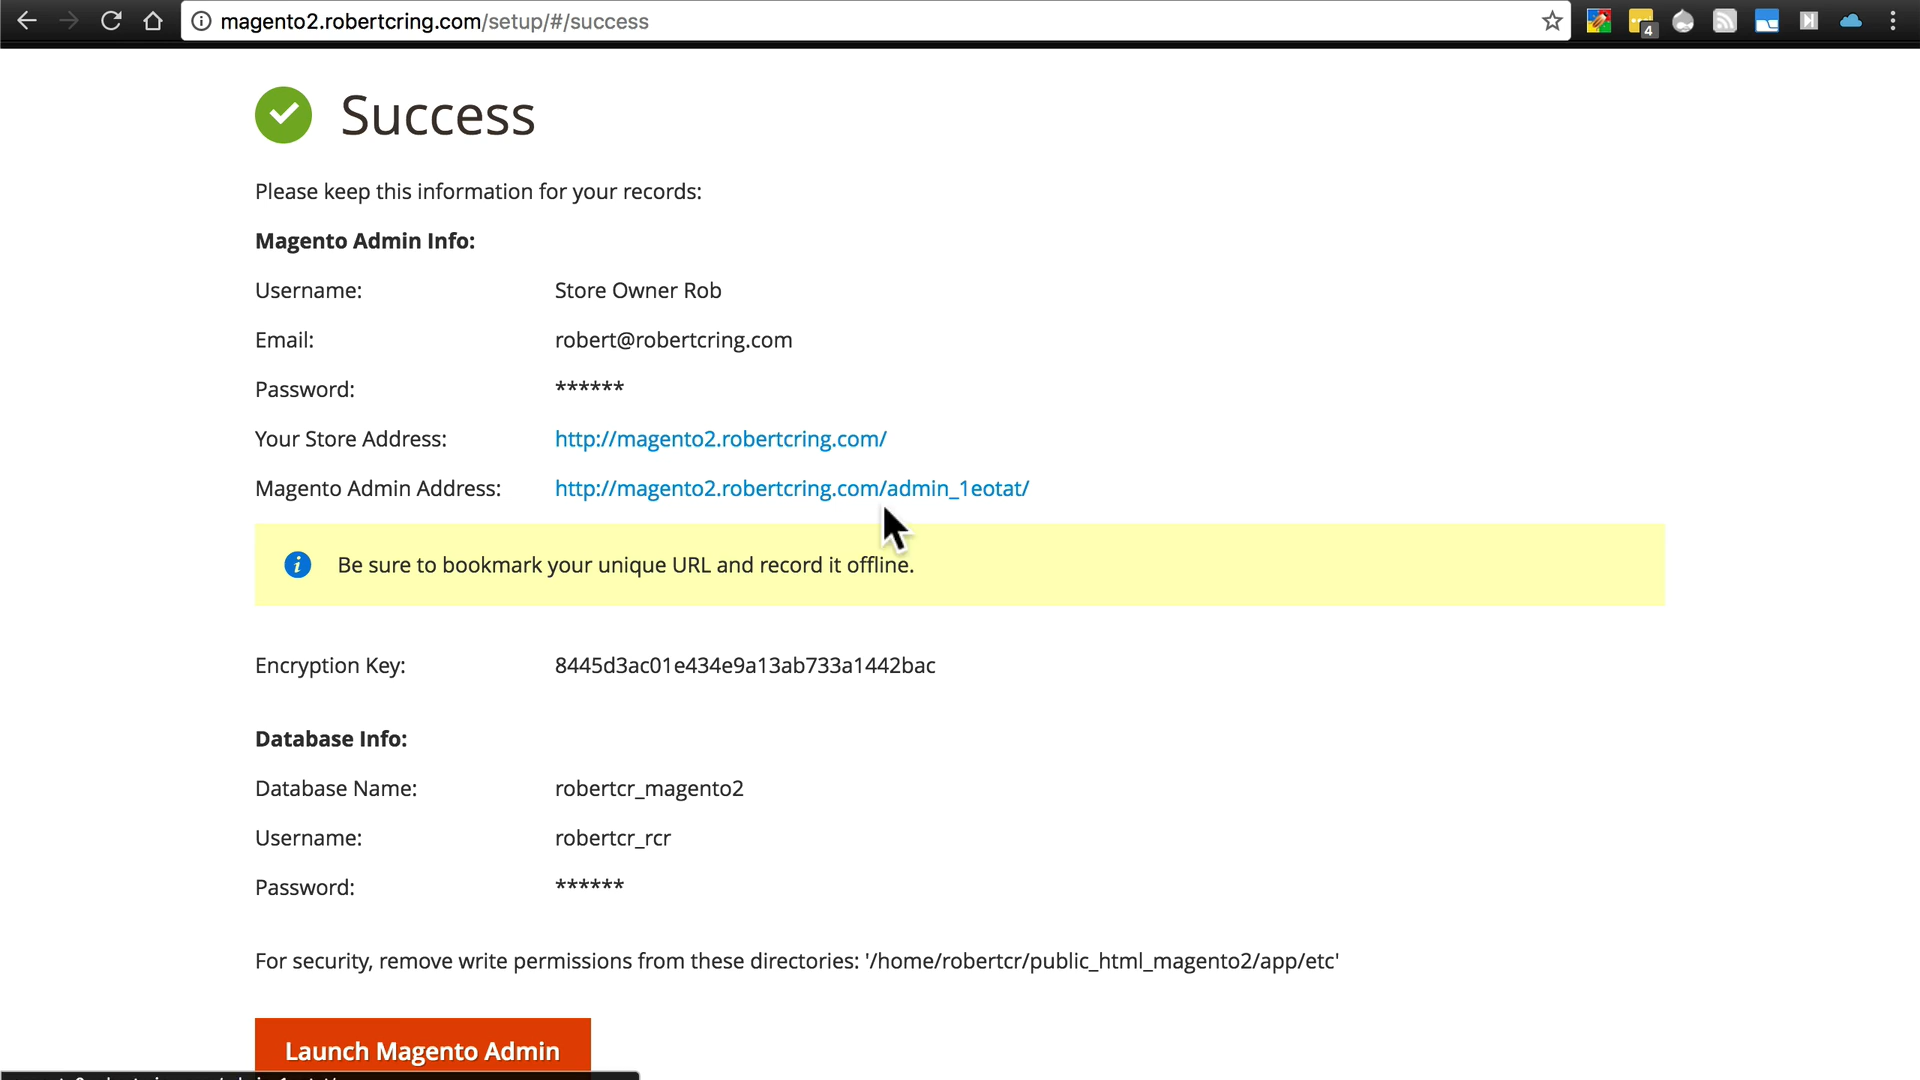 magento2.robertcring.com/setup/#/success
4
Success
Please keep this information for your records:
Magento Admin Info:
Username: Store Owner Rob
Email: robert@robertcring.com
Password: ******
Your Store Address: http://magento2.robertcring.com/
Magento Admin Address: http://magento2.robertcring.com/admin_1eotat/
i Be sure to bookmark your unique URL and record it offline.
Encryption Key: 8445d3ac01e434e9a13ab733a1442bac
Database Info:
Database Name: robertcr_magento2
Username: robertcr_rcr
Password: ******
For security, remove write permissions from these directories: '/home/robertcr/public_html_magento2/app/etc'
Launch Magento Admin